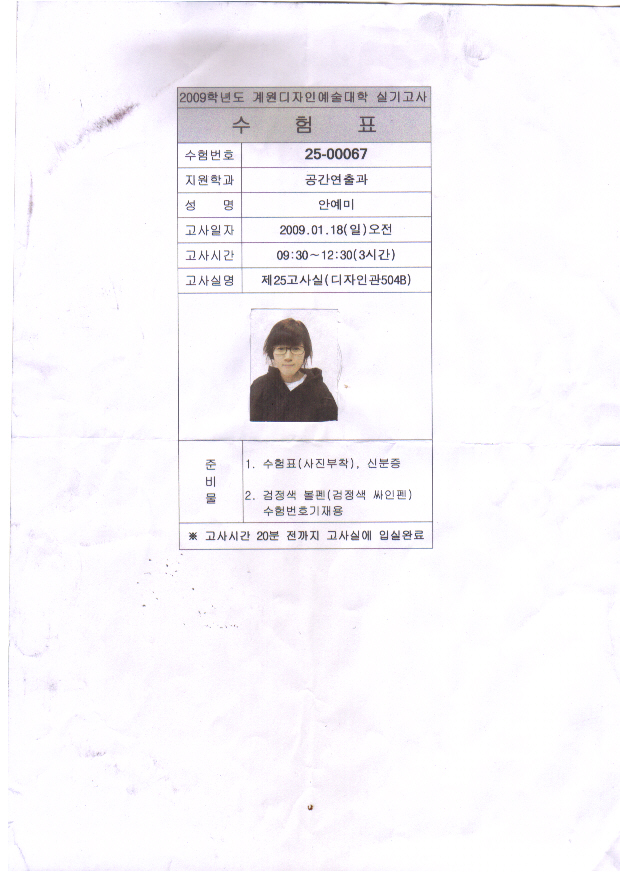 2009학년도 계원디자인예술대학 실기고사
수 험 표
수험번호 25-00067
지원학과 공간연출과
성 명 안예미
고사일자 2009.01.18(일)오전
고사시간 09:30~12:30(3시간)
고사실명 제25고사실(디자인관504B)
준비물
1. 수험표(사진부착), 신분증
2. 검정색 볼펜(검정색 싸인펜)
수험번호기재용
※ 고사시간 20분 전까지 고사실에 입실완료